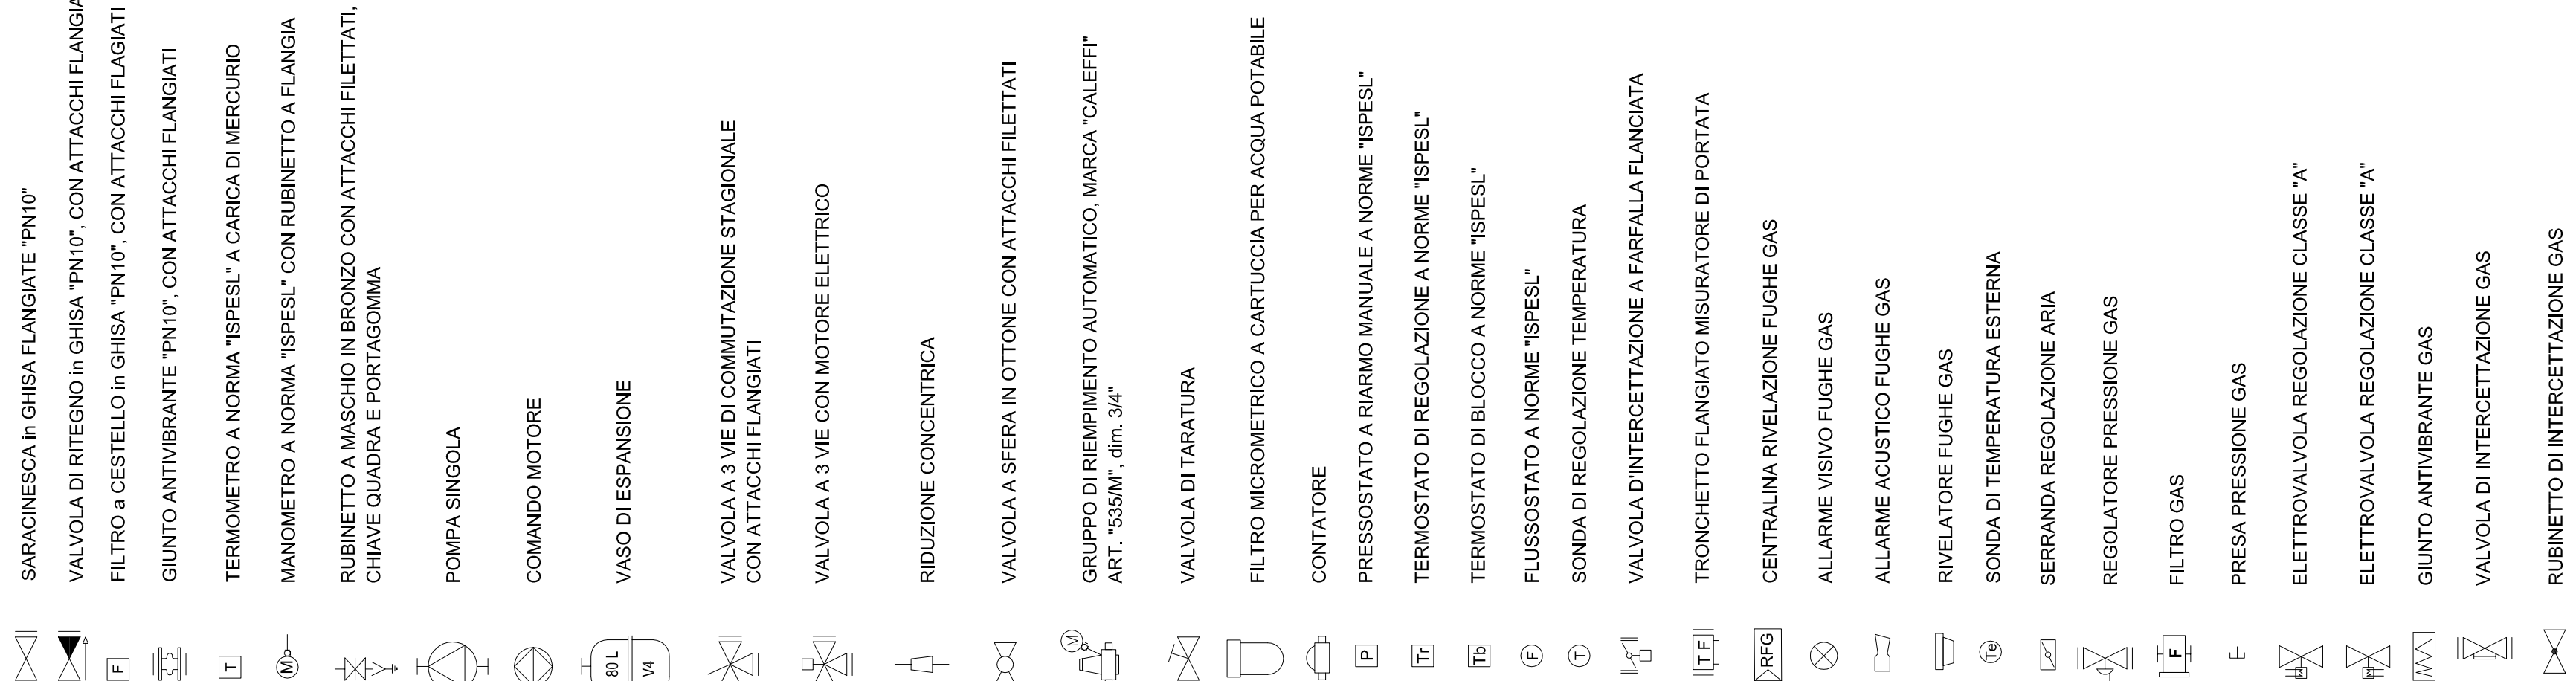 SARACINESCA in GHISA FLANGIATE "PN10"
VALVOLA DI RITEGNO in GHISA "PN10", CON ATTACCHI FLANGIA
FILTRO a CESTELLO in GHISA "PN10", CON ATTACCHI FLAGIATI
F
GIUNTO ANTIVIBRANTE "PN10", CON ATTACCHI FLANGIATI
TERMOMETRO A NORMA "ISPESL" A CARICA DI MERCURIO
T
MANOMETRO A NORMA "ISPESL" CON RUBINETTO A FLANGIA
M
RUBINETTO A MASCHIO IN BRONZO CON ATTACCHI FILETTATI,
CHIAVE QUADRA E PORTAGOMMA
POMPA SINGOLA
COMANDO MOTORE
VASO DI ESPANSIONE
80 L
V4
VALVOLA A 3 VIE DI COMMUTAZIONE STAGIONALE
CON ATTACCHI FLANGIATI
VALVOLA A 3 VIE CON MOTORE ELETTRICO
RIDUZIONE CONCENTRICA
VALVOLA A SFERA IN OTTONE CON ATTACCHI FILETTATI
GRUPPO DI RIEMPIMENTO AUTOMATICO, MARCA "CALEFFI"
ART. "535/M", dim. 3/4"
M
VALVOLA DI TARATURA
FILTRO MICROMETRICO A CARTUCCIA PER ACQUA POTABILE
CONTATORE
PRESSOSTATO A RIARMO MANUALE A NORME "ISPESL"
P
TERMOSTATO DI REGOLAZIONE A NORME "ISPESL"
Tr
TERMOSTATO DI BLOCCO A NORME "ISPESL"
Tb
FLUSSOSTATO A NORME "ISPESL"
F
SONDA DI REGOLAZIONE TEMPERATURA
T
VALVOLA D'INTERCETTAZIONE A FARFALLA FLANCIATA
TRONCHETTO FLANGIATO MISURATORE DI PORTATA
T F
CENTRALINA RIVELAZIONE FUGHE GAS
RFG
ALLARME VISIVO FUGHE GAS
ALLARME ACUSTICO FUGHE GAS
RIVELATORE FUGHE GAS
SONDA DI TEMPERATURA ESTERNA
Te
SERRANDA REGOLAZIONE ARIA
REGOLATORE PRESSIONE GAS
FILTRO GAS
F
PRESA PRESSIONE GAS
ELETTROVALVOLA REGOLAZIONE CLASSE "A"
M
ELETTROVALVOLA REGOLAZIONE CLASSE "A"
M
GIUNTO ANTIVIBRANTE GAS
VALVOLA DI INTERCETTAZIONE GAS
RUBINETTO DI INTERCETTAZIONE GAS